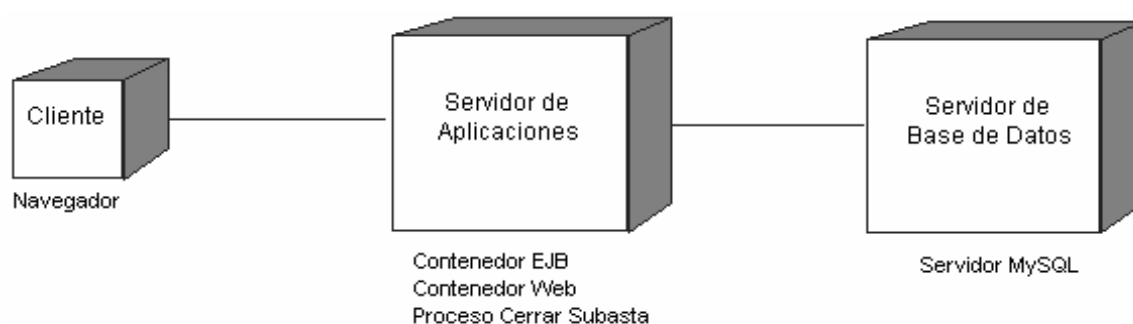 Cliente
Navegador
Servidor de
Aplicaciones
Contenedor EJB
Contenedor Web
Proceso Cerrar Subasta
Servidor de
Base de Datos
Servidor MySQL